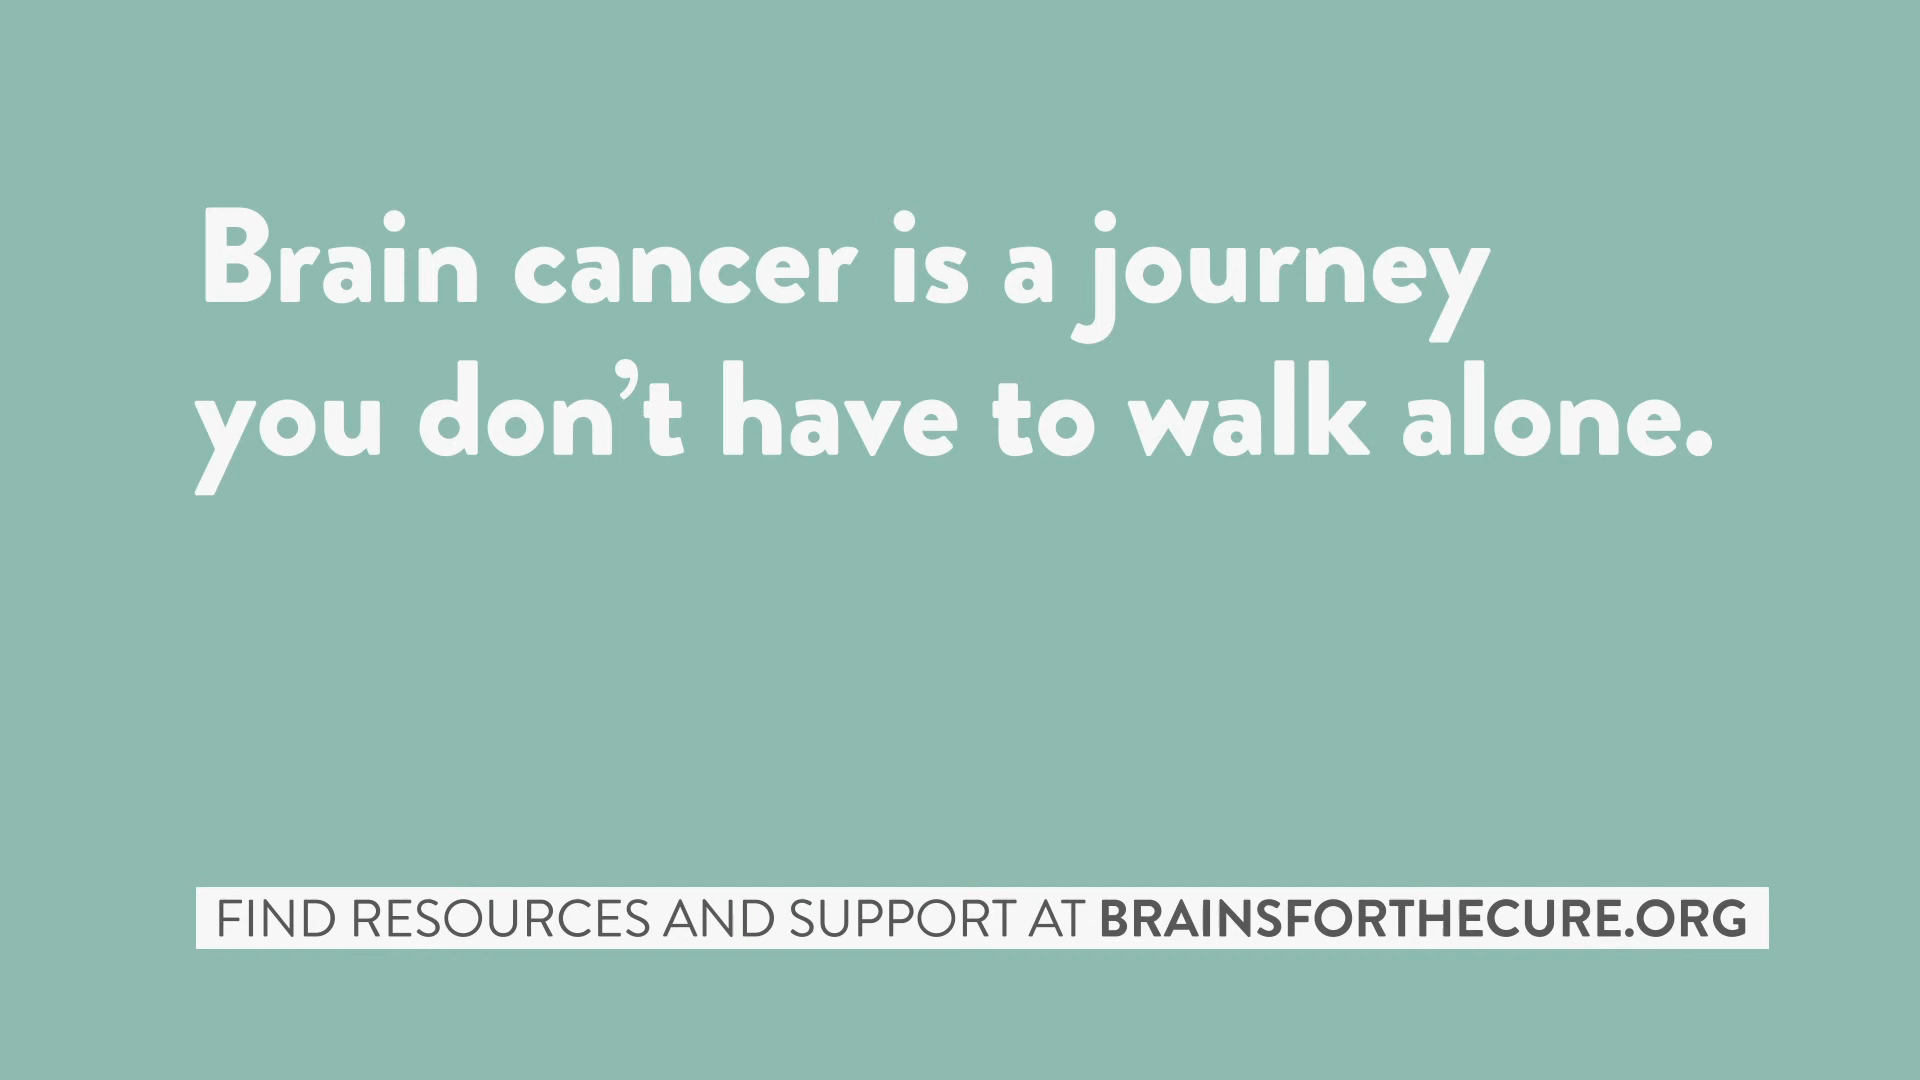 Brain cancer is a journey
you don’t have to walk alone.
FIND RESOURCES AND SUPPORT AT BRAINSFORTHECURE.ORG